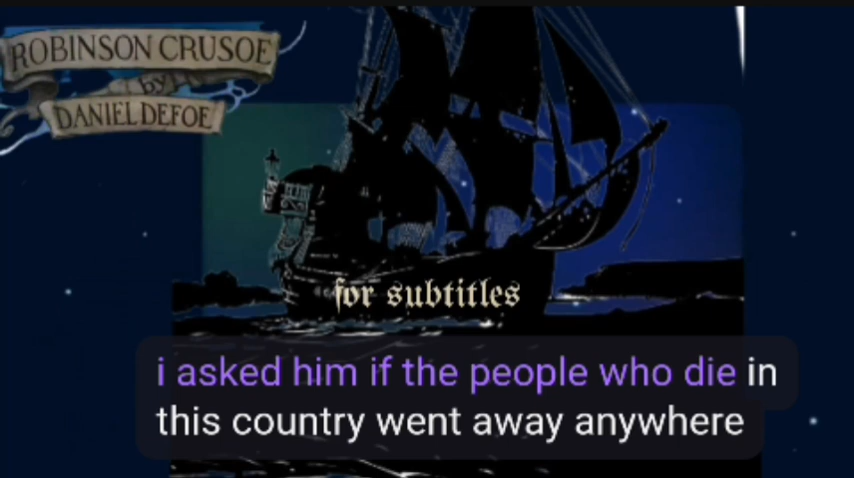 ROBINSON CRUSOE
by
DANIEL DEFOE
for subtitles
i asked him if the people who die in
this country went away anywhere